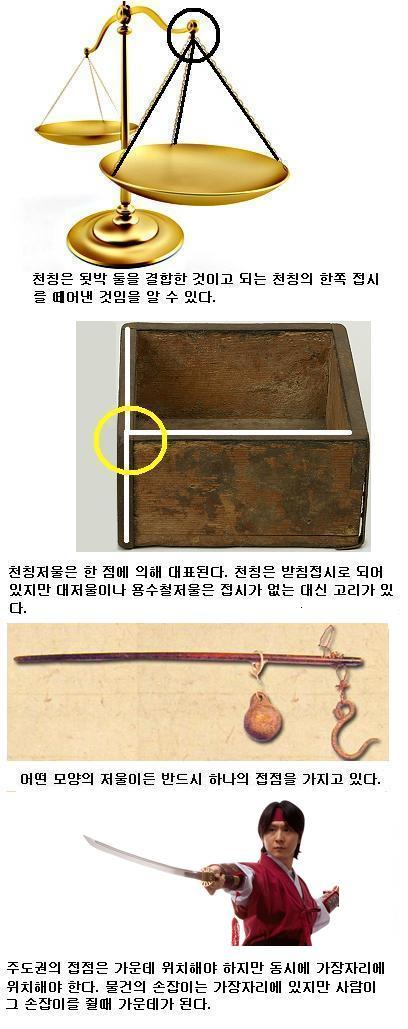 천칭은 됫박 둘을 결합한 것이고 되는 천칭의 한쪽 접시
를 떼어낸 것임을 알 수 있다.
천칭저울은 한 점에 의해 대표된다. 천칭은 받침접시로 되어
있지만 대저울이나 용수철저울은 접시가 없는 대신 고리가 있
다.
어떤 모양의 저울이든 반드시 하나의 접점을 가지고 있다.
주도권의 접점은 가운데 위치해야 하지만 동시에 가장자리에
위치해야 한다. 물건의 손잡이는 가장자리에 있지만 사람이
그 손잡이를 쥘때 가운데가 된다.